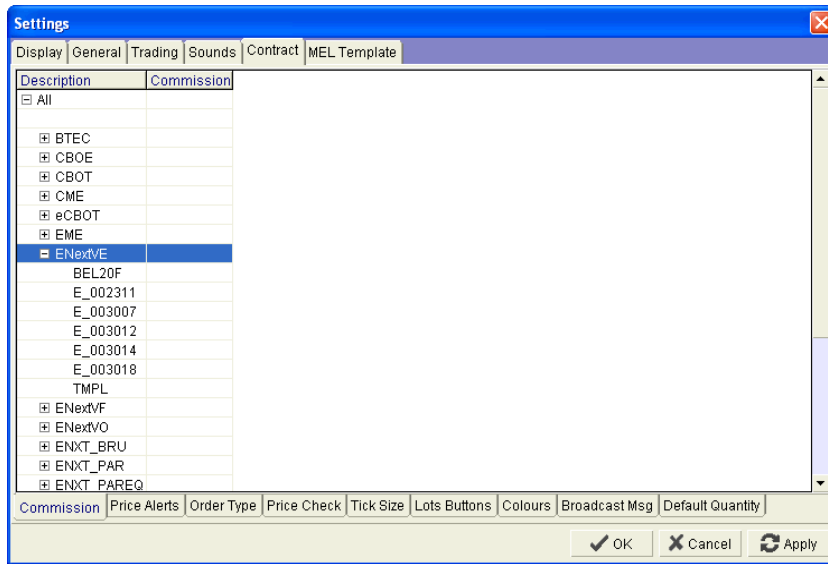 Settings
Display General Trading Sounds Contract MEL Template
Description Commission
All
BTEC
CBOE
CBOT
CME
eCBOT
EME
ENextVE
BEL20F
E_002311
E_003007
E_003012
E_003014
E_003018
TMPL
ENextVF
ENextVO
ENXT_BRU
ENXT_PAR
ENXT_PAREQ
Commission Price Alerts Order Type Price Check Tick Size Lots Buttons Colours Broadcast Msg Default Quantity
OK Cancel Apply